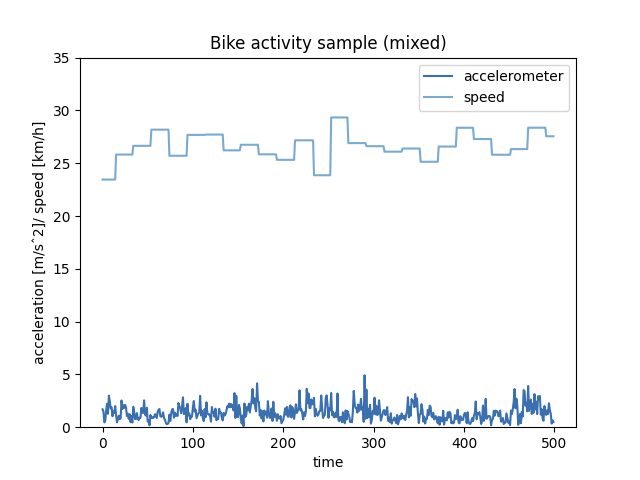 Bike activity sample (mixed)
accelerometer
speed
35
30
25
20
15
10
5
0
acceleration [m/sˆ2]/ speed [km/h]
0 100 200 300 400 500
time